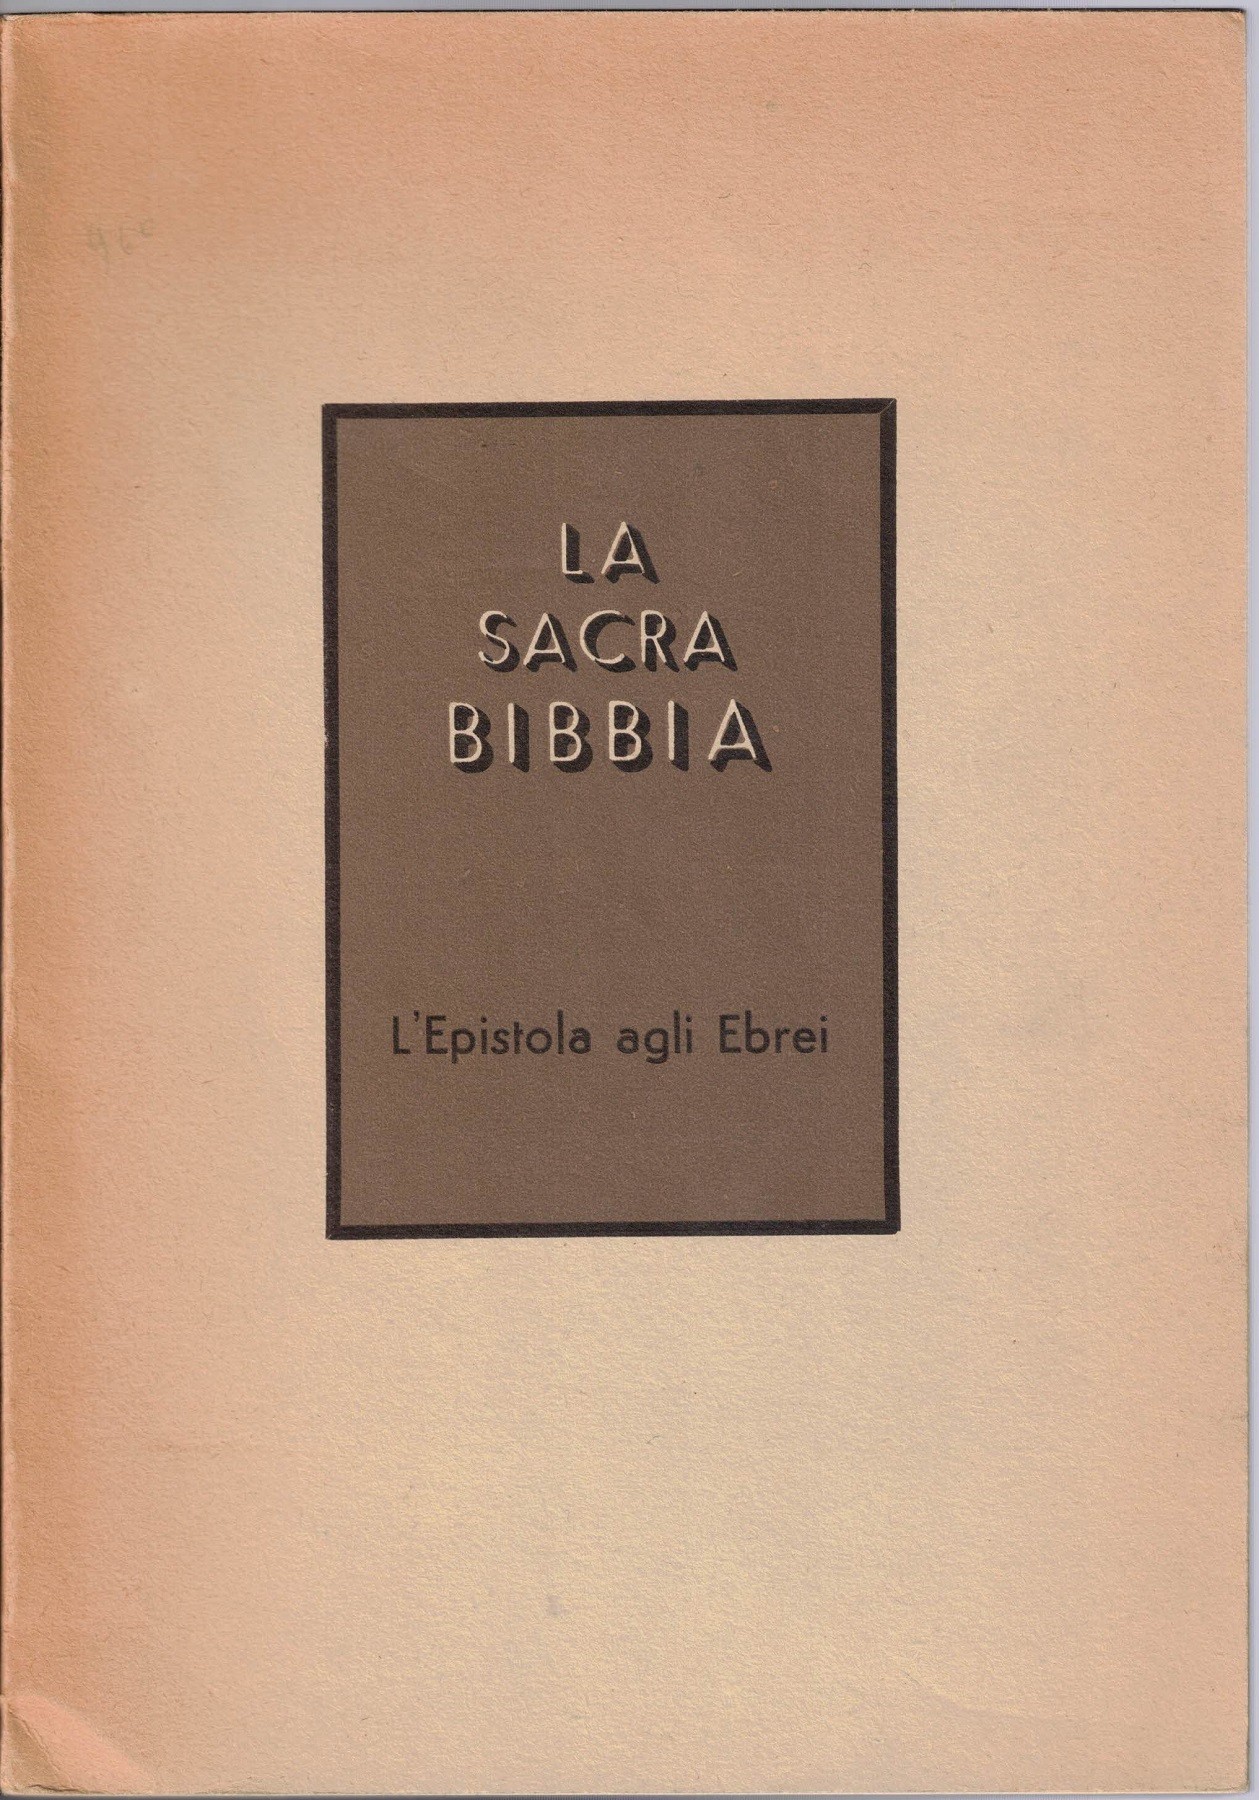 LA
SACRA
BIBBIA
L'Epistola agli Ebrei